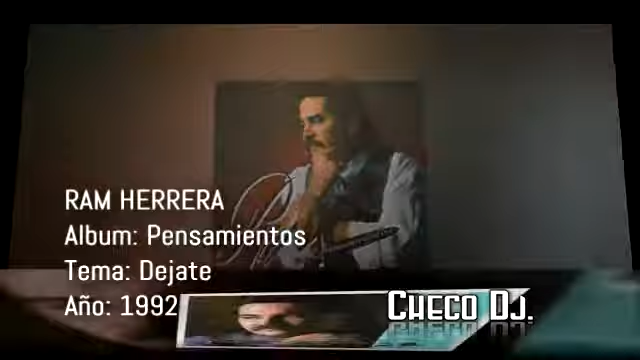 RAM HERRERA
Album: Pensamientos
Tema: Dejate
Año: 1992
CHECO DJ.